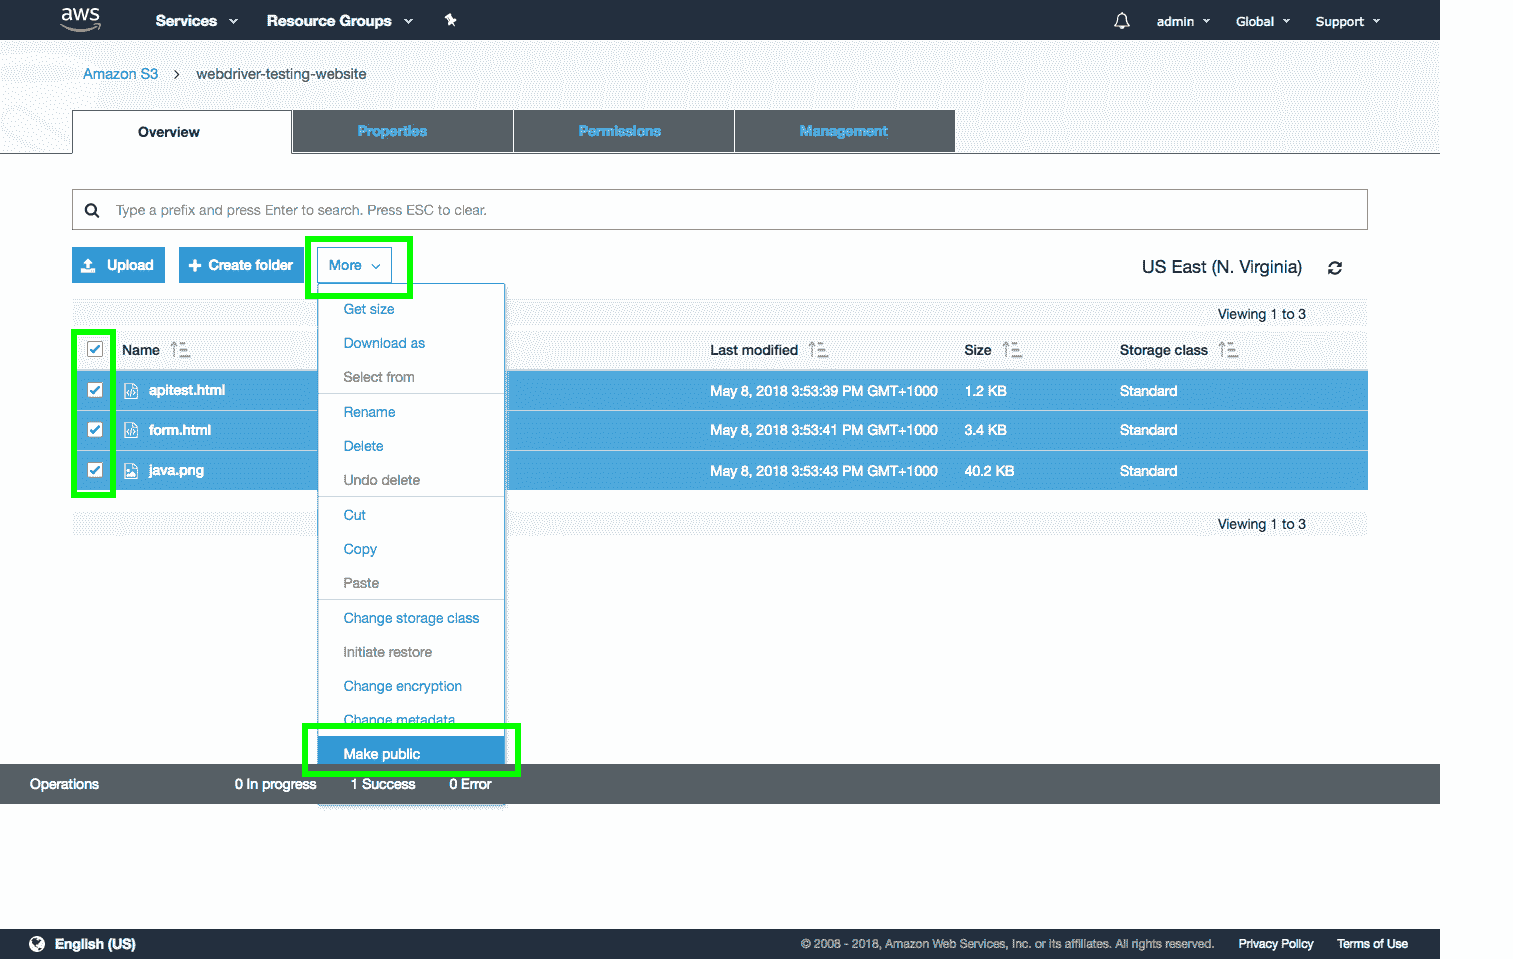 aws Services Resource Groups admin Global Support
Amazon S3 > webdriver-testing-website
Overview Properties Permissions Management
Type a prefix and press Enter to search. Press ESC to clear.
Upload + Create folder More US East (N. Virginia)
Get size
Viewing 1 to 3
Download as
Name Last modified Size Storage class
Select from
apitest.html May 8, 2018 3:53:39 PM GMT+1000 1.2 KB Standard
Rename
form.html May 8, 2018 3:53:41 PM GMT+1000 3.4 KB Standard
Delete
java.png May 8, 2018 3:53:43 PM GMT+1000 40.2 KB Standard
Undo delete
Cut
Viewing 1 to 3
Copy
Paste
Change storage class
Initiate restore
Change encryption
Change metadata
Make public
Operations 0 In progress 1 Success 0 Error
English (US) © 2008 - 2018, Amazon Web Services, Inc. or its affiliates. All rights reserved. Privacy Policy Terms of Use